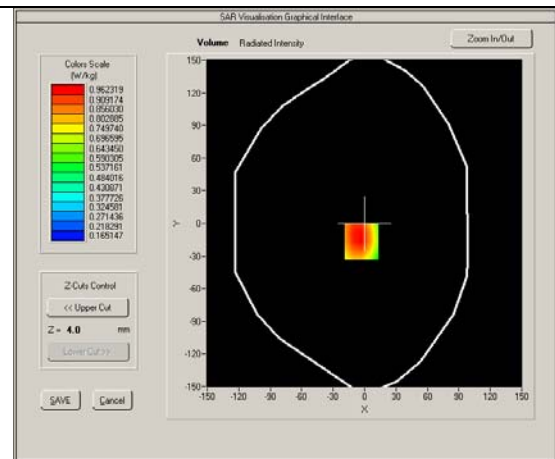 SAR Visualisation Graphical Interface
Volume Radiated Intensity
Zoom In/Out
Colors Scale
(W/kg)
0.962319
0.909174
0.856030
0.802885
0.749740
0.696595
0.643450
0.590305
0.537161
0.484016
0.430871
0.377726
0.324581
0.271436
0.218291
0.165147
Z-Cuts Control
<< Upper Cut
Z = 4.0 mm
Lower Cut >>
SAVE Cancel
150-
120-
90-
60-
30-
0-
-30-
-60-
-90-
-120-
-150-
Y
-150 -120 -90 -60 -30 0 30 60 90 120 150
X